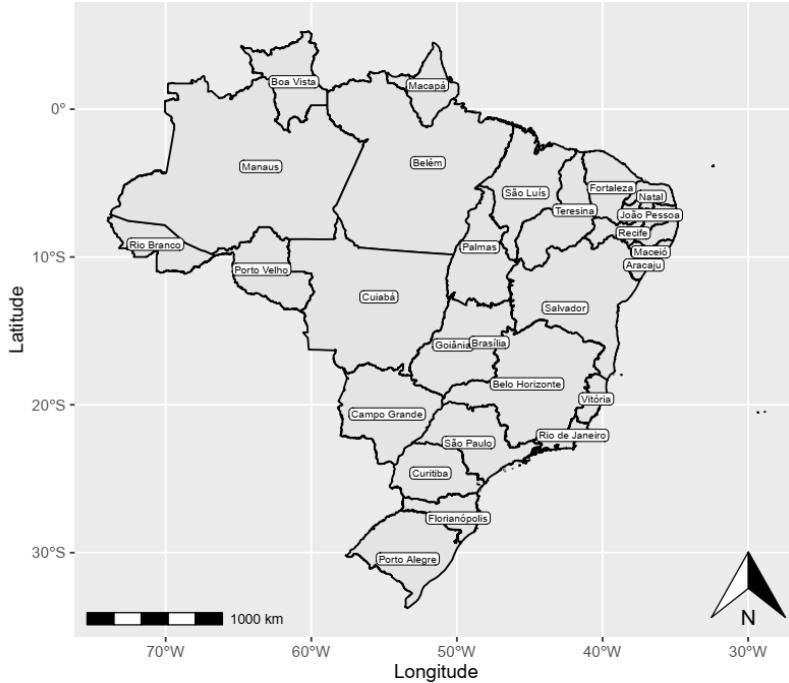 Boa Vista
Macapá
0°
Manaus
Belém
Fortaleza
São Luís
Natal
Teresina
João Pessoa
Recife
Rio Branco
Palmas
Maceió
10°S
Porto Velho
Aracaju
Cuiabá
Salvador
Goiânia
Brasília
Belo Horizonte
Vitória
20°S
Campo Grande
Rio de Janeiro
São Paulo
Curitiba
Florianópolis
30°S
Porto Alegre
Latitude
1000 km
N
70°W 60°W 50°W 40°W 30°W
Longitude